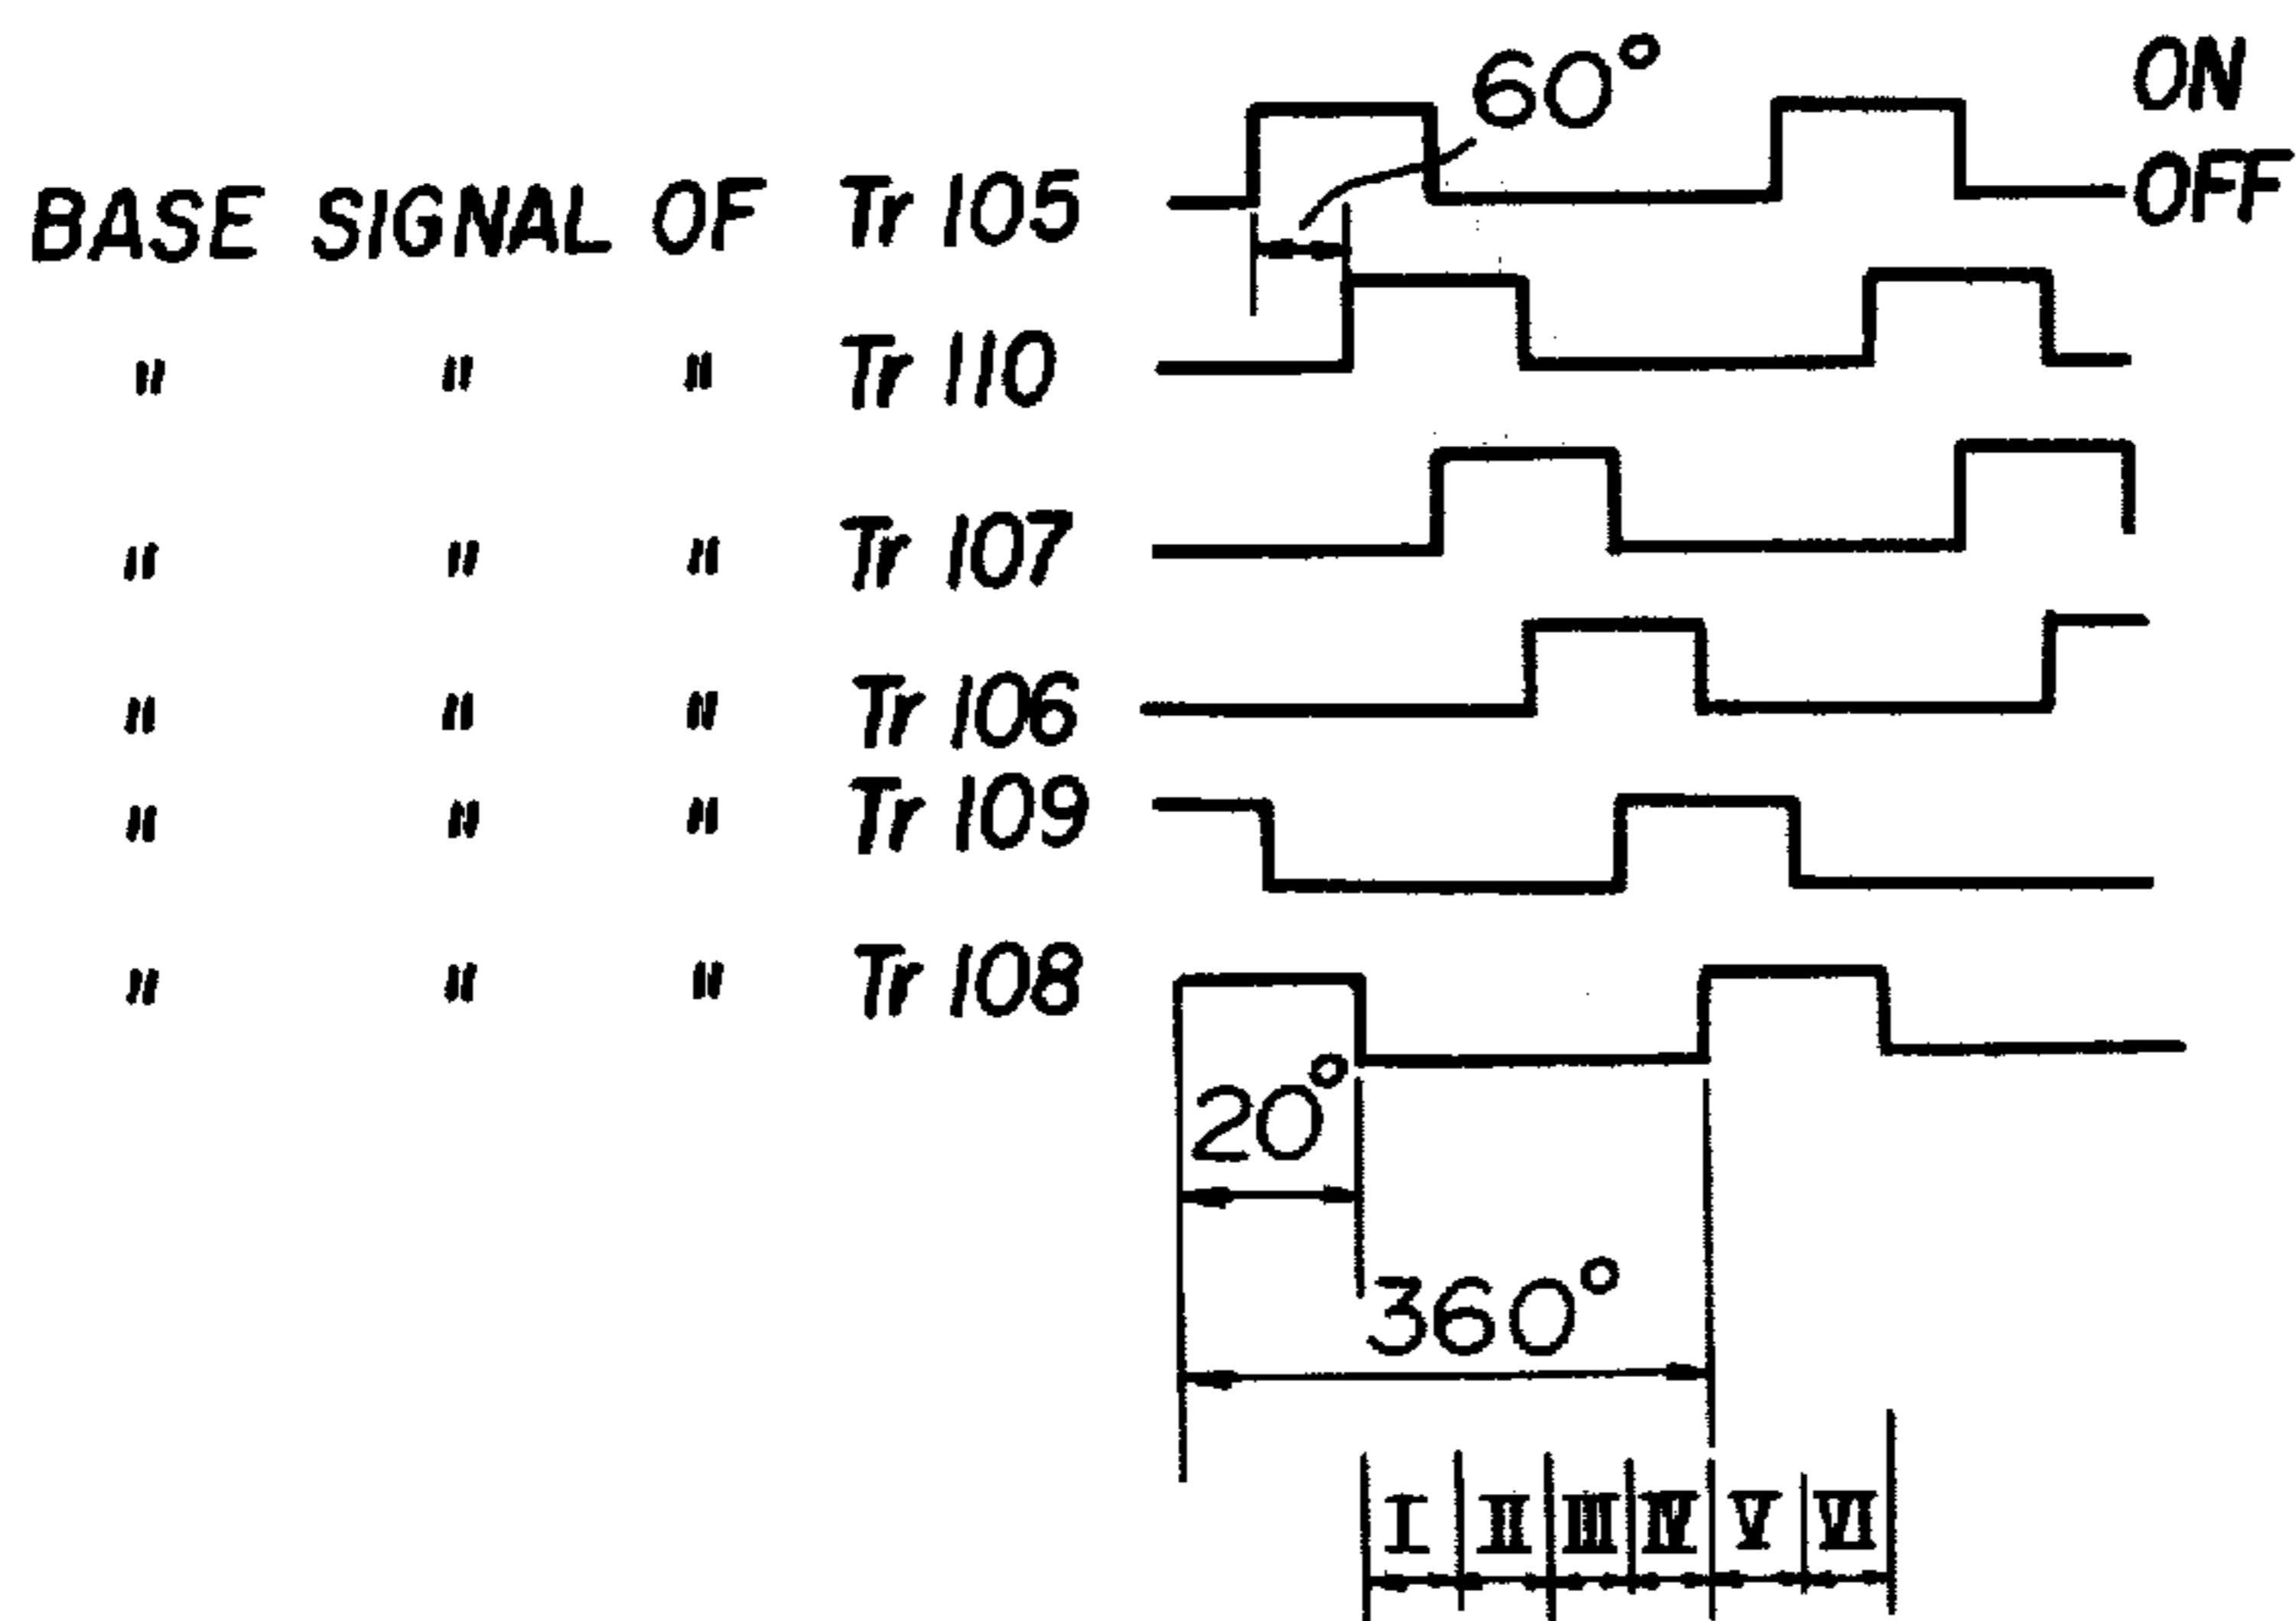 60° ON
BASE SIGNAL OF Tr 105 OFF
" " " Tr 110
" " " Tr 107
" " " Tr 106
" " " Tr 109
" " " Tr 108
20°
360°
I II III IV V VI